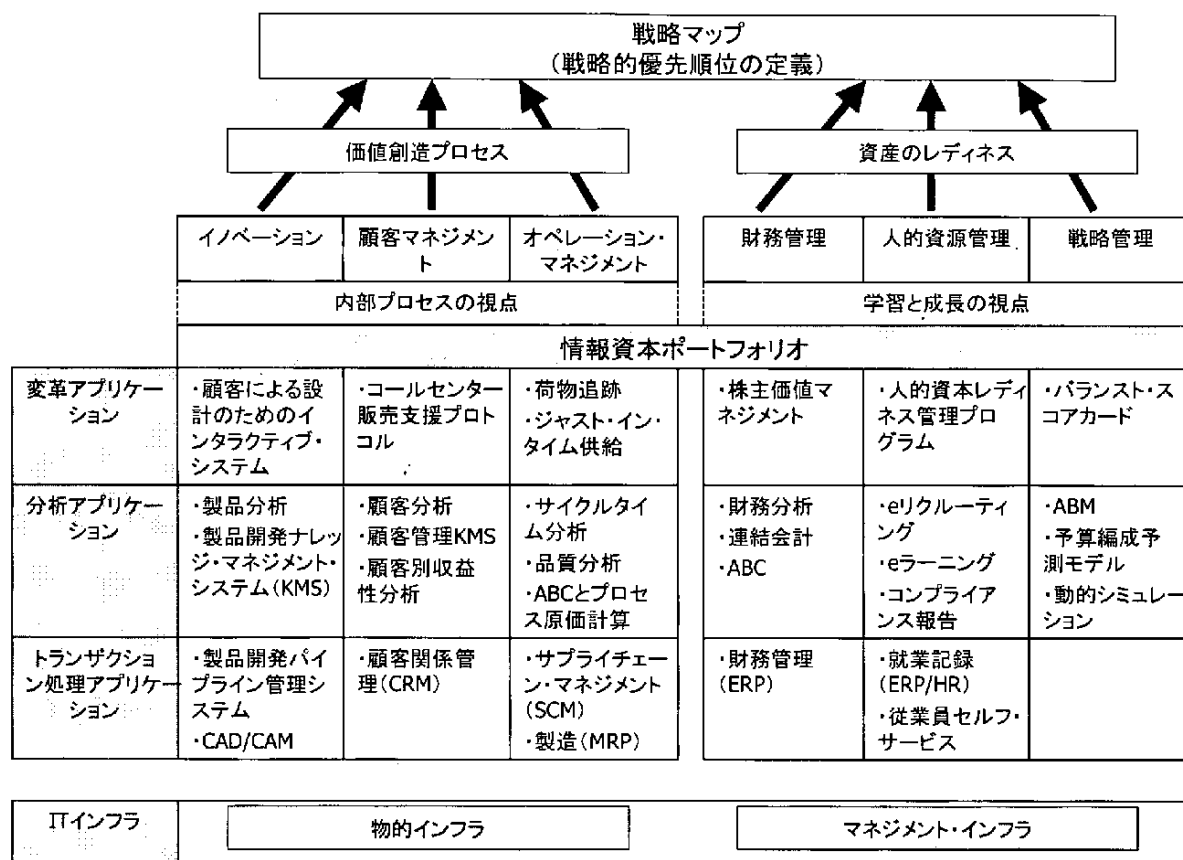 戦略マップ
(戦略的優先順位の定義)
価値創造プロセス
資産のレディネス
イノベーション
顧客マネジメン
ト
オペレーション・
マネジメント
財務管理
人的資源管理
戦略管理
内部プロセスの視点
学習と成長の視点
情報資本ポートフォリオ
変革アプリケー
ション
・顧客による設
計のためのイ
ンタラクティブ・
システム
・コールセンター
販売支援プロト
コル
・荷物追跡
・ジャスト・イン・
タイム供給
・株主価値マ
ネジメント
・人的資本レディ
ネス管理プロ
グラム
・バランスト・ス
コアカード
分析アプリケー
ション
・製品分析
・製品開発ナレッ
ジ・マネジメント・
システム(KMS)
・顧客分析
・顧客管理KMS
・顧客別収益
性分析
・サイクルタイ
ム分析
・品質分析
・ABCとプロセ
ス原価計算
・財務分析
・連結会計
・ABC
・eリクルーティ
ング
・eラーニング
・コンプライア
ンス報告
・ABM
・予算編成予
測モデル
・動的シミュレー
ション
トランザクショ
ン処理アプリケー
ション
・製品開発パイ
プライン管理シ
ステム
・CAD/CAM
・顧客関係管
理(CRM)
・サプライチェー
ン・マネジメント
(SCM)
・製造(MRP)
・財務管理
(ERP)
・就業記録
(ERP/HR)
・従業員セルフ・
サービス
ITインフラ
物的インフラ
マネジメント・インフラ